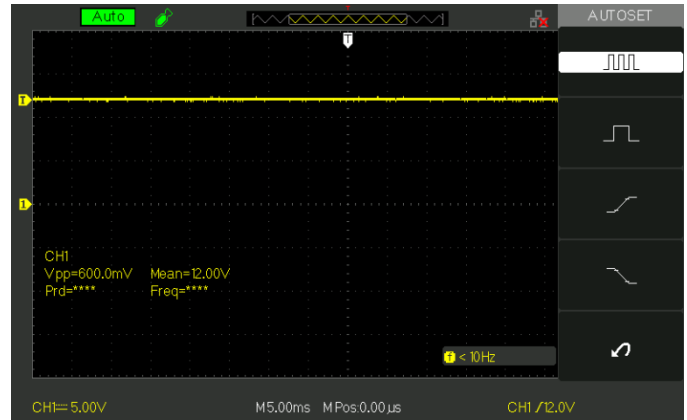 Auto
T
AUTOSET
T
1
CH1
Vpp=600.0mV Mean=12.00V
Prd=**** Freq=****
f < 10Hz
CH1 5.00V M5.00ms MPos:0.00μs CH1 /12.0V